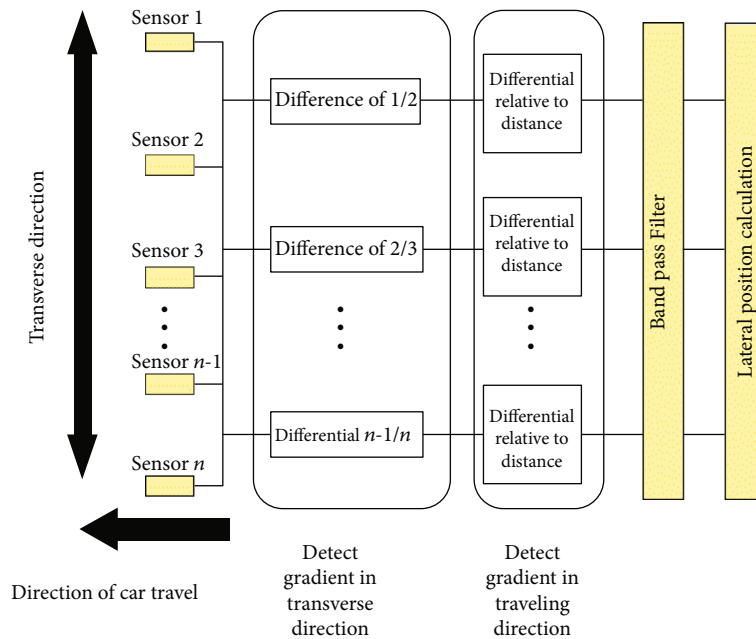 Sensor 1
Sensor 2
Sensor 3
Sensor n-1
Sensor n
Transverse direction
Direction of car travel
Difference of 1/2
Difference of 2/3
Differential n-1/n
Detect
gradient in
transverse
direction
Differential
relative to
distance
Differential
relative to
distance
Differential
relative to
distance
Detect
gradient in
traveling
direction
Band pass Filter
Lateral position calculation